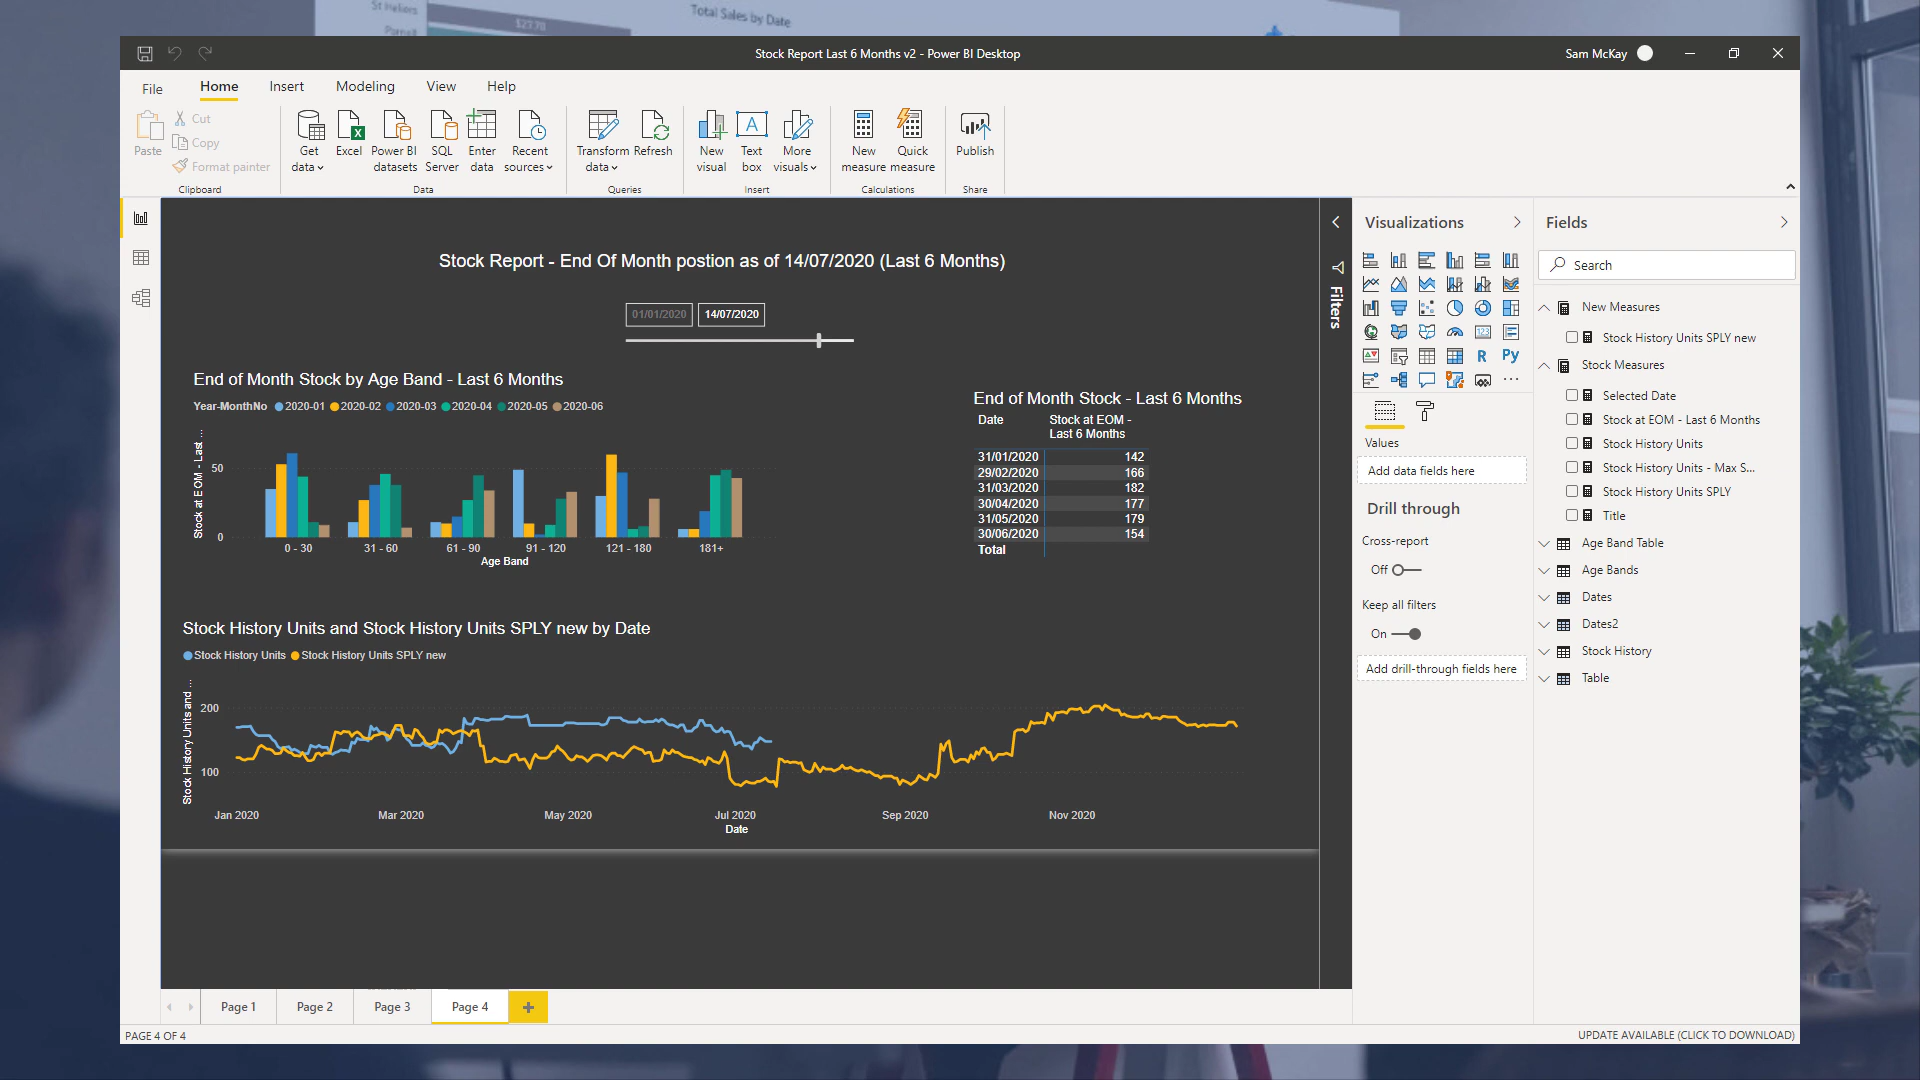 St Heliers
$22.70
Total Sales by Date
Parnell
Stock Report Last 6 Months v2 - Power BI Desktop
Sam McKay
File
Home
Insert
Modeling
View
Help
Paste
Cut
Copy
Format painter
Clipboard
Get data
Excel
Power BI datasets
SQL Server
Enter data
Recent sources
Data
Transform data
Refresh
Queries
New visual
Text box
More visuals
Insert
New measure
Quick measure
Calculations
Publish
Share
Stock Report - End Of Month postion as of 14/07/2020 (Last 6 Months)
01/01/2020
14/07/2020
End of Month Stock by Age Band - Last 6 Months
Year-MonthNo 2020-01 2020-02 2020-03 2020-04 2020-05 2020-06
Stock at EOM - Last ...
50
0
0 - 30
31 - 60
61 - 90
91 - 120
121 - 180
181+
Age Band
End of Month Stock - Last 6 Months
Date Stock at EOM -
Last 6 Months
31/01/2020 142
29/02/2020 166
31/03/2020 182
30/04/2020 177
31/05/2020 179
30/06/2020 154
Total
Stock History Units and Stock History Units SPLY new by Date
Stock History Units Stock History Units SPLY new
Stock History Units and ...
200
100
Jan 2020
Mar 2020
May 2020
Jul 2020
Sep 2020
Nov 2020
Date
Filters
Visualizations
123
R
Py
...
Values
Add data fields here
Drill through
Cross-report
Off
Keep all filters
On
Add drill-through fields here
Fields
Search
New Measures
Stock History Units SPLY new
Stock Measures
Selected Date
Stock at EOM - Last 6 Months
Stock History Units
Stock History Units - Max S...
Stock History Units SPLY
Title
Age Band Table
Age Bands
Dates
Dates2
Stock History
Table
Page 1
Page 2
Page 3
Page 4
+
PAGE 4 OF 4
UPDATE AVAILABLE (CLICK TO DOWNLOAD)